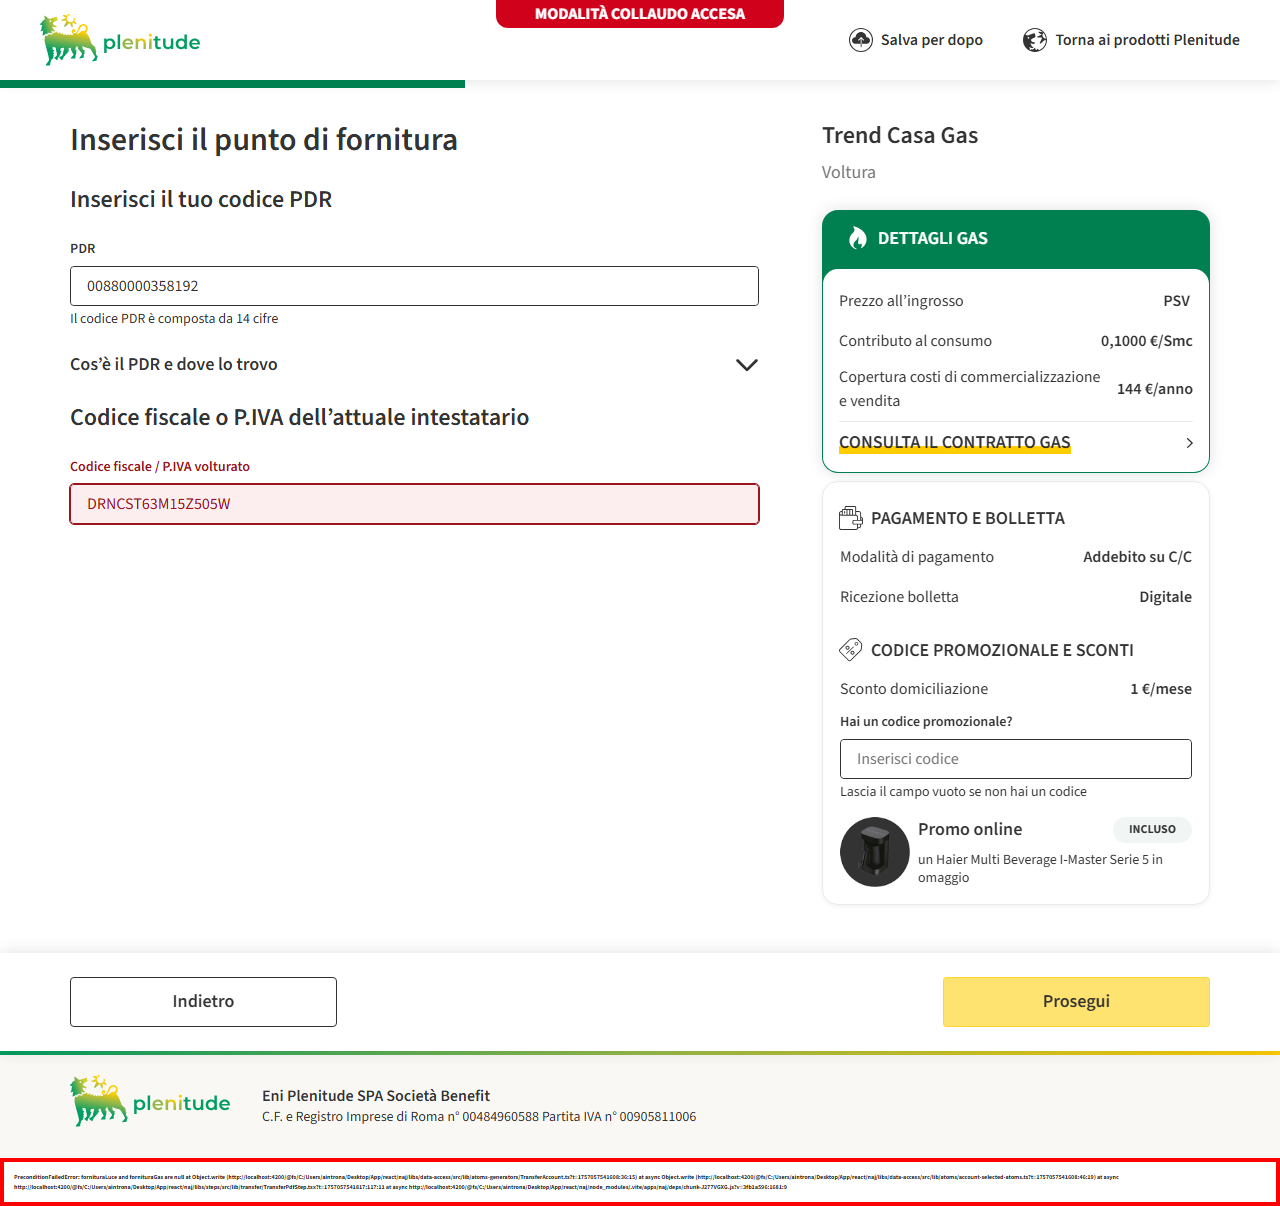 MODALITÀ COLLAUDO ACCESA
plenitude
Salva per dopo
Torna ai prodotti Plenitude
Inserisci il punto di fornitura
Inserisci il tuo codice PDR
PDR
00880000358192
Il codice PDR è composta da 14 cifre
Cos’è il PDR e dove lo trovo
Codice fiscale o P.IVA dell’attuale intestatario
Codice fiscale / P.IVA volturato
DRNCST63M15Z505W
Trend Casa Gas
Voltura
DETTAGLI GAS
Prezzo all’ingrosso PSV
Contributo al consumo 0,1000 €/Smc
Copertura costi di commercializzazione
e vendita 144 €/anno
CONSULTA IL CONTRATTO GAS
PAGAMENTO E BOLLETTA
Modalità di pagamento Addebito su C/C
Ricezione bolletta Digitale
CODICE PROMOZIONALE E SCONTI
Sconto domiciliazione 1 €/mese
Hai un codice promozionale?
Inserisci codice
Lascia il campo vuoto se non hai un codice
Promo online INCLUSO
un Haier Multi Beverage I-Master Serie 5 in
omaggio
Indietro
Prosegui
plenitude
Eni Plenitude SPA Società Benefit
C.F. e Registro Imprese di Roma n° 00484960588 Partita IVA n° 00905811006
PreconditionFailedError: fornituraLuce and fornituraGas are null at Object.write (http://localhost:4200/@fs/C:/Users/aintrona/Desktop/App/react/naj/libs/data-access/src/lib/atoms-generators/TransferAccount.ts?t=1757057541608:36:15) at async Object.write (http://localhost:4200/@fs/C:/Users/aintrona/Desktop/App/react/naj/libs/data-access/src/lib/atoms/account-selected-atoms.ts?t=1757057541608:46:19) at async
http://localhost:4200/@fs/C:/Users/aintrona/Desktop/App/react/naj/libs/steps/src/lib/transfer/TransferPdfStep.tsx?t=1757057541617:117:11 at async http://localhost:4200/@fs/C:/Users/aintrona/Desktop/App/react/naj/node_modules/.vite/apps/naj/deps/chunk-J277VGXG.js?v=3fb1a596:1681:9